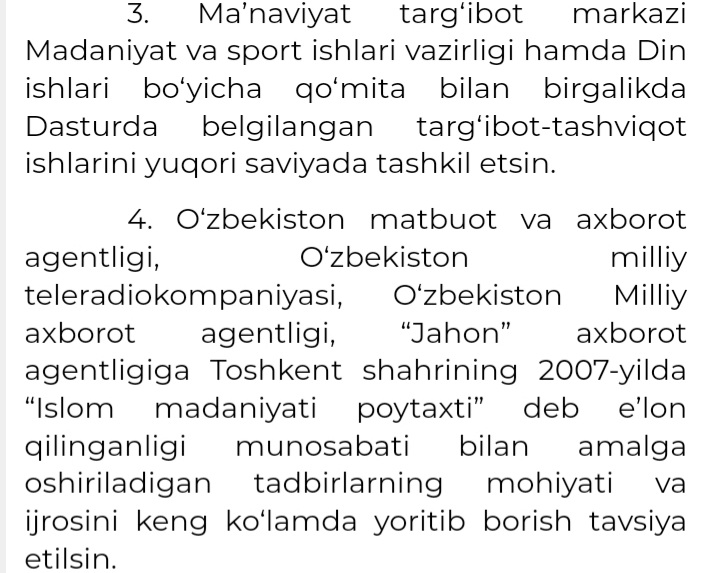 3. Ma’naviyat targ‘ibot markazi
Madaniyat va sport ishlari vazirligi hamda Din
ishlari bo‘yicha qo‘mita bilan birgalikda
Dasturda belgilangan targ‘ibot-tashviqot
ishlarini yuqori saviyada tashkil etsin.
4. O‘zbekiston matbuot va axborot
agentligi, O‘zbekiston milliy
teleradiokompaniyasi, O‘zbekiston Milliy
axborot agentligi, “Jahon” axborot
agentligiga Toshkent shahrining 2007-yilda
“Islom madaniyati poytaxti” deb e’lon
qilinganligi munosabati bilan amalga
oshiriladigan tadbirlarning mohiyati va
ijrosini keng ko‘lamda yoritib borish tavsiya
etilsin.